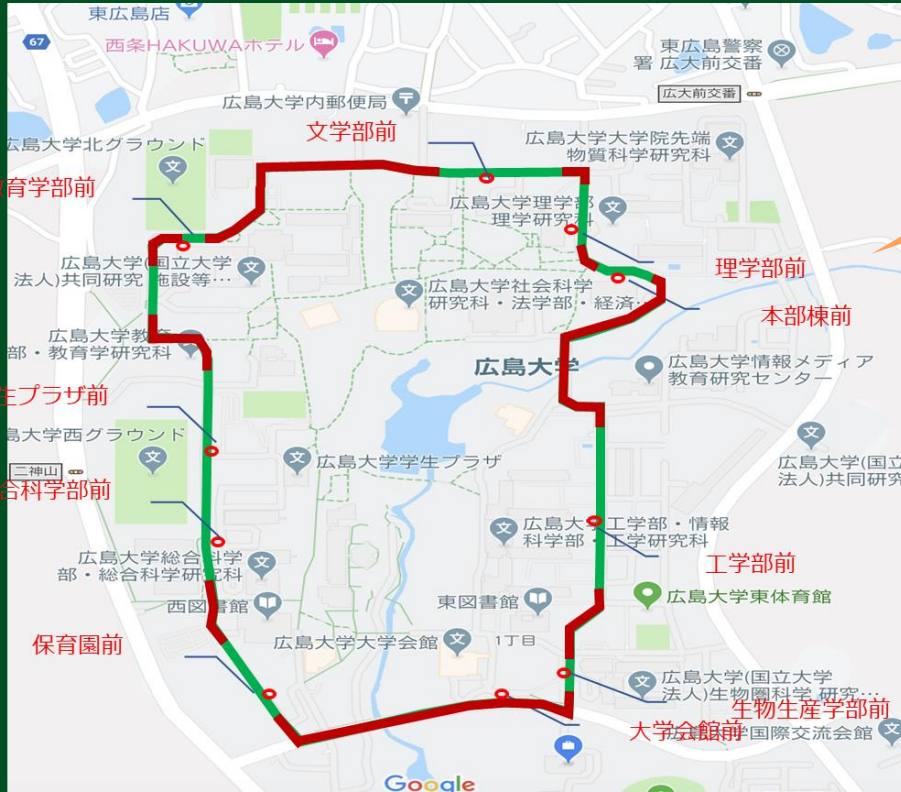 東広島店
67
西条HAKUWAホテル
東広島警察
署 広大前交番
広大前交番
広島大学内郵便局
文学部前
広島大学北グラウンド
広島大学大学院先端
物質科学研究科
育学部前
広島大学理学部
理学研究科
広島大学(国立大学
法人)共同研究 施設等…
理学部前
広島大学社会科学
研究科・法学部・経済…
本部棟前
広島大学教育
部・教育学研究科
広島大学
広島大学情報メディア
教育研究センター
生プラザ前
島大学西グラウンド
二神山
広島大学学生プラザ
広島大学(国立
法人)共同研究
合科学部前
広島大学工学部・情報
科学部・工学研究科
広島大学総合科学
部・総合科学研究科
工学部前
西図書館
東図書館
広島大学東体育館
保育園前
広島大学大学会館
1丁目
広島大学(国立大学
法人)生物圏科学 研究…
生物生産学部前
大学会館前
広島大学国際交流会館
Google